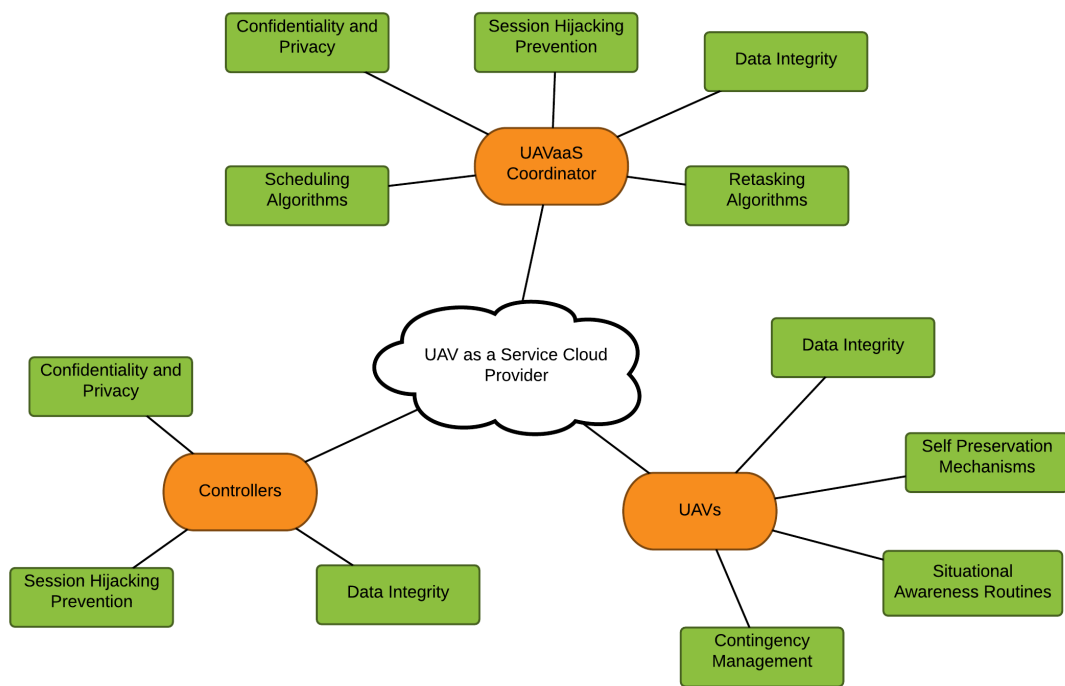 Confidentiality and
Privacy
Session Hijacking
Prevention
Data Integrity
UAVaaS
Coordinator
Scheduling
Algorithms
Retasking
Algorithms
UAV as a Service Cloud
Provider
Data Integrity
Confidentiality and
Privacy
Self Preservation
Mechanisms
Controllers
UAVs
Session Hijacking
Prevention
Data Integrity
Situational
Awareness Routines
Contingency
Management